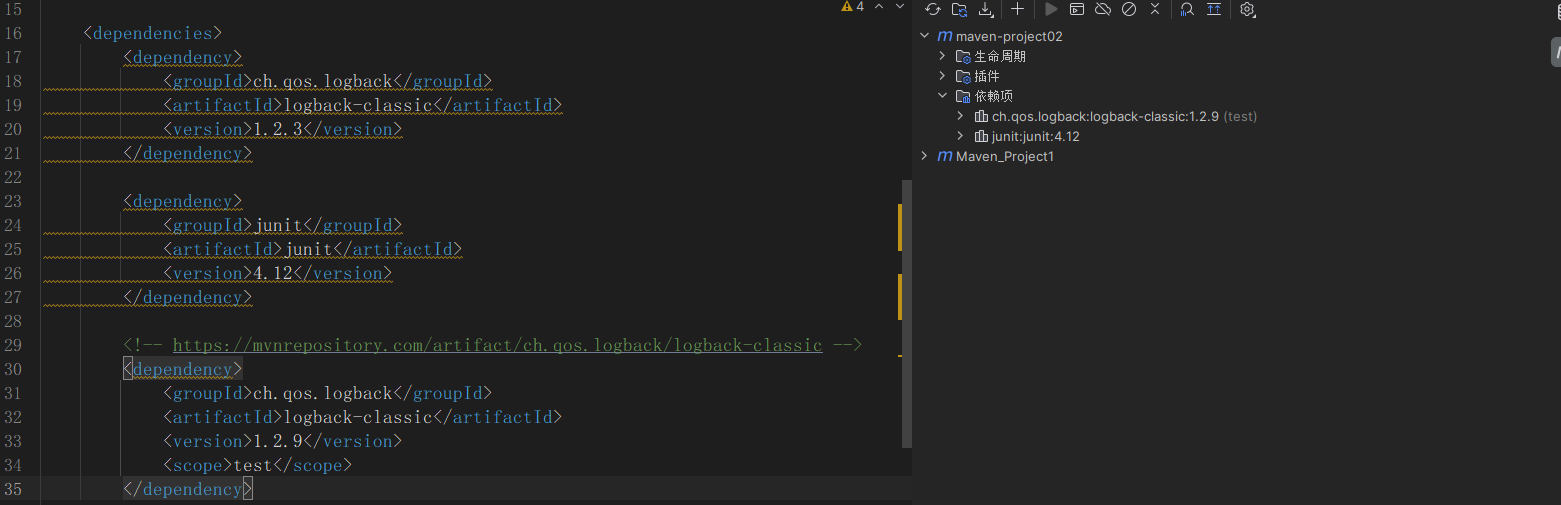 15
16 <dependencies>
17 <dependency>
18 <groupId>ch.qos.logback</groupId>
19 <artifactId>logback-classic</artifactId>
20 <version>1.2.3</version>
21 </dependency>
22
23 <dependency>
24 <groupId>junit</groupId>
25 <artifactId>junit</artifactId>
26 <version>4.12</version>
27 </dependency>
28
29 <!-- https://mvnrepository.com/artifact/ch.qos.logback/logback-classic -->
30 <dependency>
31 <groupId>ch.qos.logback</groupId>
32 <artifactId>logback-classic</artifactId>
33 <version>1.2.9</version>
34 <scope>test</scope>
35 </dependency>
4
m maven-project02
生命周期
插件
依赖项
ch.qos.logback:logback-classic:1.2.9 (test)
junit:junit:4.12
m Maven_Project1